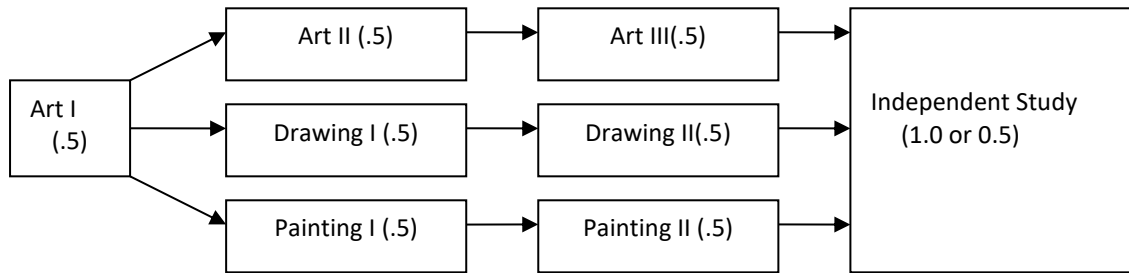 Art I
(.5)
Art II (.5)
Art III(.5)
Drawing I (.5)
Drawing II(.5)
Painting I (.5)
Painting II (.5)
Independent Study
(1.0 or 0.5)